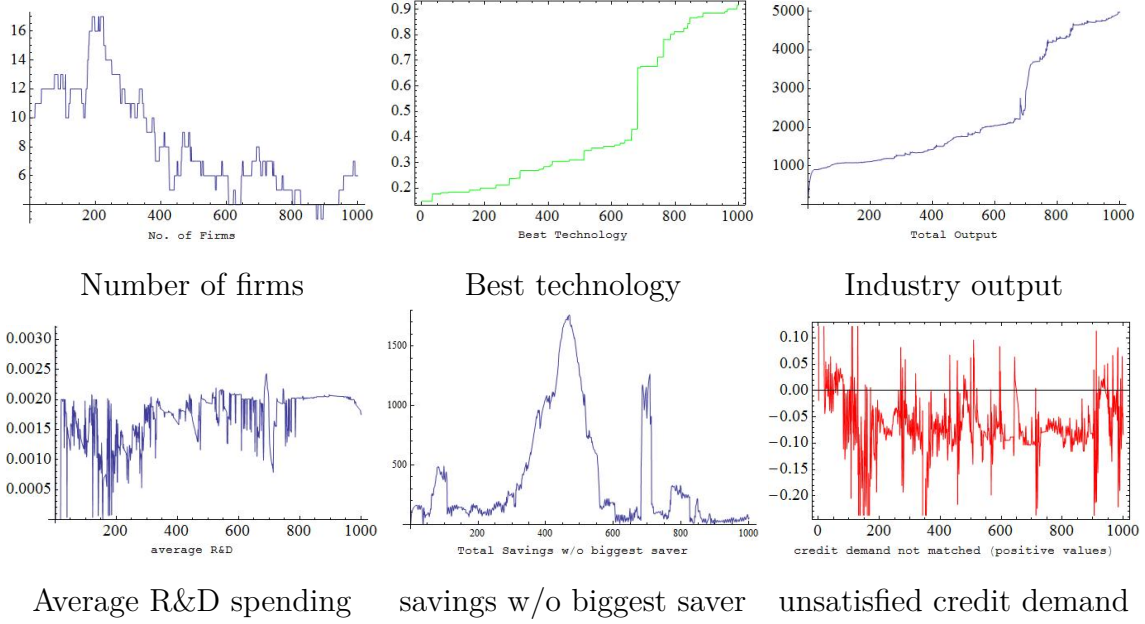 16
14
12
10
8
6
200 400 600 800 1000
No. of Firms
0.9
0.8
0.7
0.6
0.5
0.4
0.3
0.2
0 200 400 600 800 1000
Best Technology
5000
4000
3000
2000
1000
200 400 600 800 1000
Total Output
Number of firms
Best technology
Industry output
0.0030
0.0025
0.0020
0.0015
0.0010
0.0005
200 400 600 800 1000
average R&D
1500
1000
500
200 400 600 800 1000
Total Savings w/o biggest saver
0.10
0.05
0.00
−0.05
−0.10
−0.15
−0.20
0 200 400 600 800 1000
credit demand not matched (positive values)
Average R&D spending
savings w/o biggest saver
unsatisfied credit demand